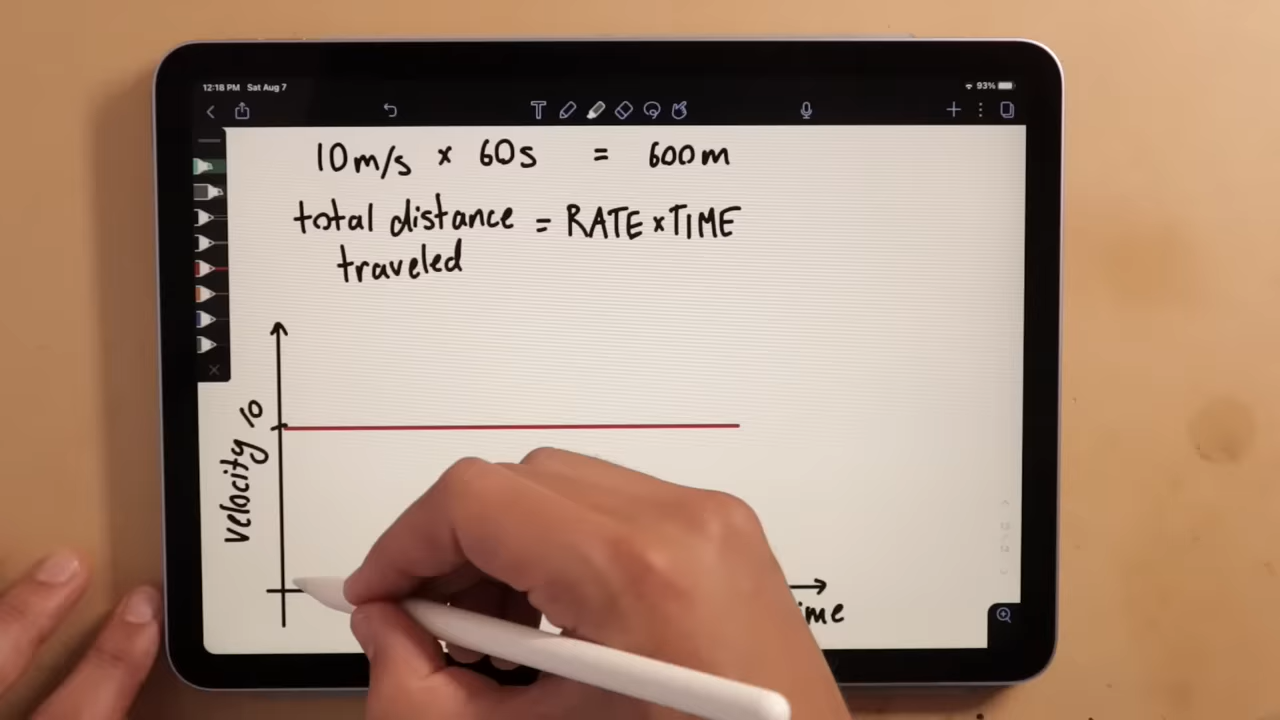 12:18 PM Sat Aug 7
93%
10m/s × 60s = 600m
total distance = RATE×TIME
traveled
10
velocity
ime